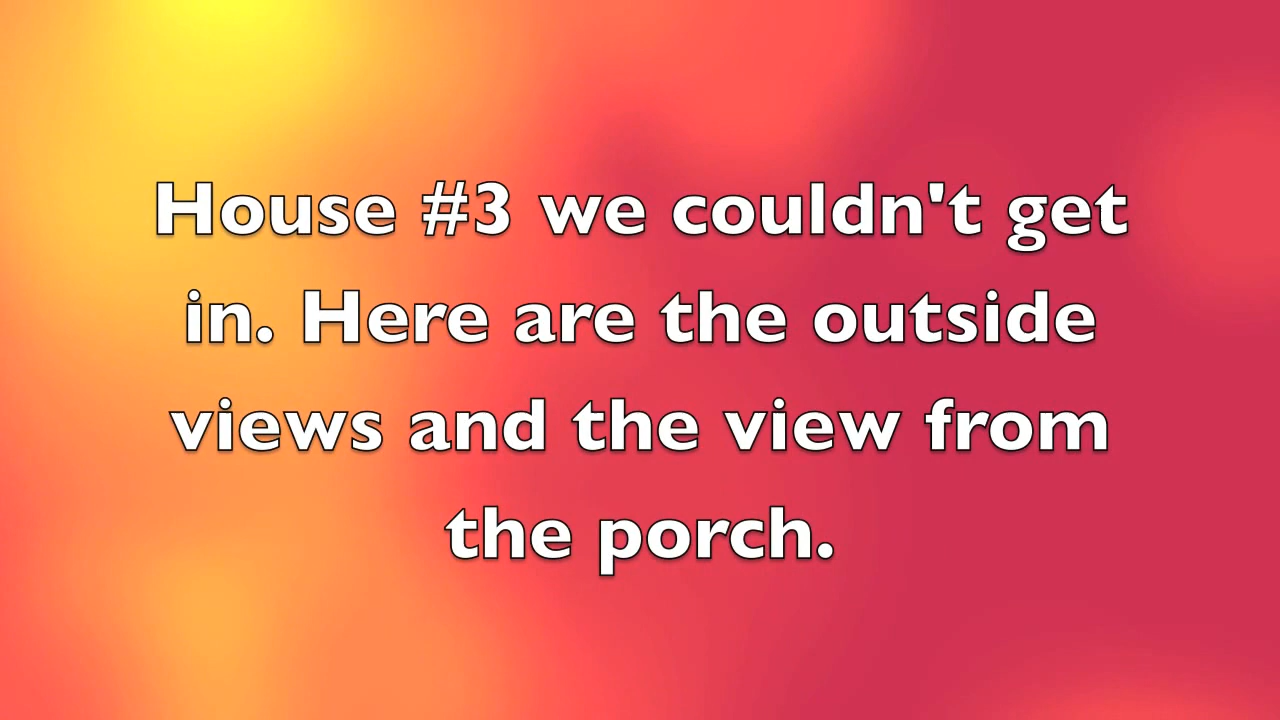 House #3 we couldn't get
in. Here are the outside
views and the view from
the porch.